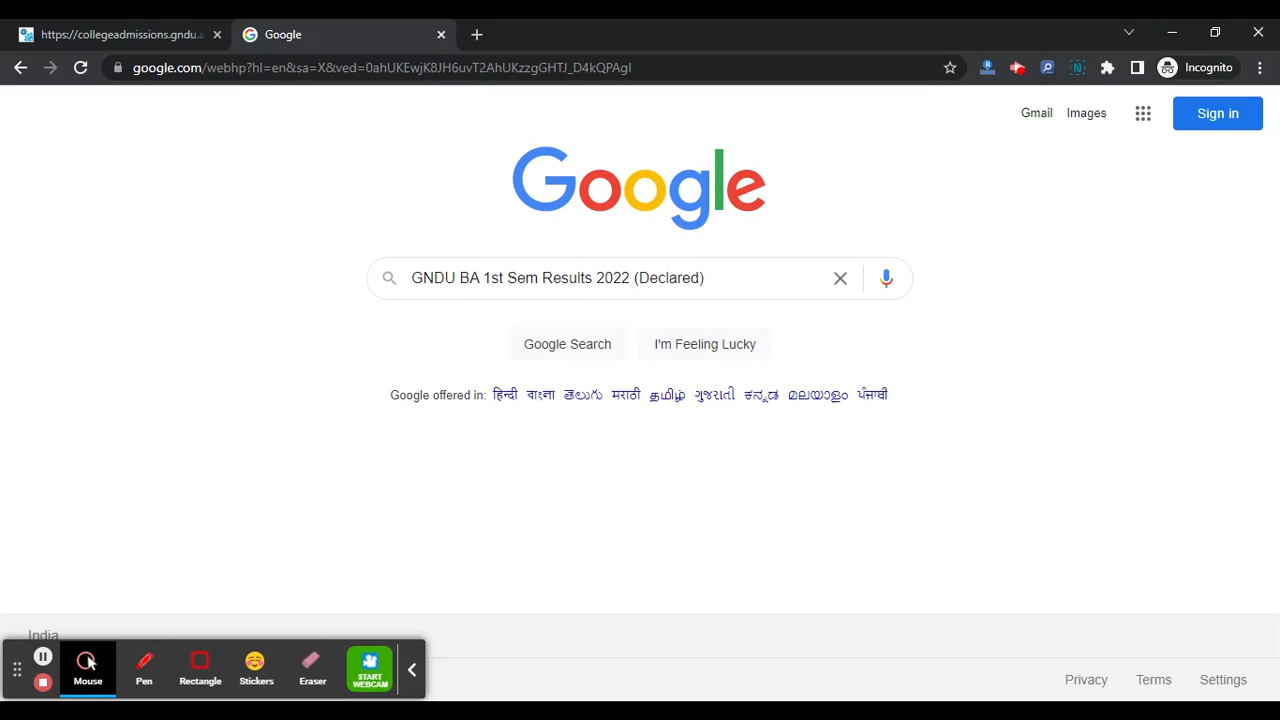 https://collegeadmissions.gndu.a
Google
google.com/webhp?hl=en&sa=X&ved=0ahUKEwjK8JH6uvT2AhUKzzgGHTJ_D4kQPAgI
Incognito
Gmail Images Sign in
Google
GNDU BA 1st Sem Results 2022 (Declared)
Google Search I'm Feeling Lucky
Google offered in: हिन्दी বাংলা తెలుగు मराठी தமிழ் ગુજરાતી ಕನ್ನಡ മലയാളം ਪੰਜਾਬੀ
India
Mouse Pen Rectangle Stickers Eraser START WEBCAM
Privacy Terms Settings